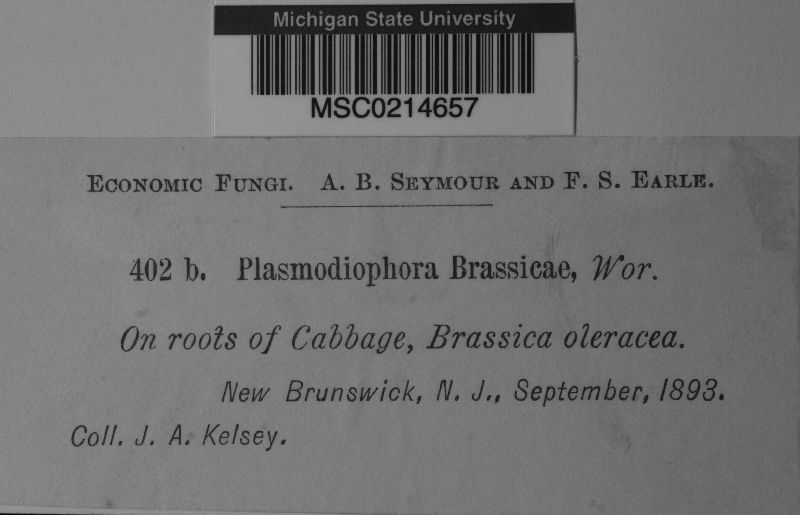 Michigan State University
MSC0214657
ECONOMIC FUNGI. A. B. SEYMOUR AND F. S. EARLE.
402 b. Plasmodiophora Brassicae, Wor.
On roots of Cabbage, Brassica oleracea.
New Brunswick, N. J., September, 1893.
Coll. J. A. Kelsey.